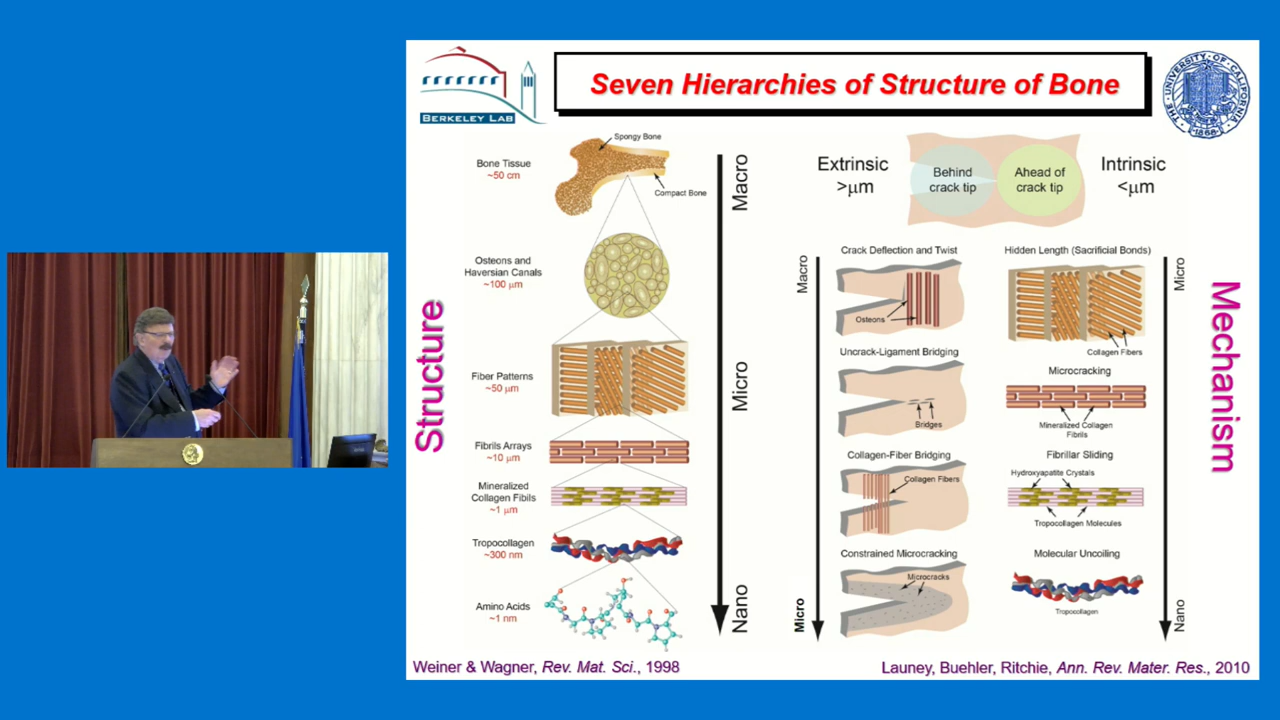 BERKELEY LAB
Seven Hierarchies of Structure of Bone
THE UNIVERSITY OF CALIFORNIA
1868
Structure
Spongy Bone
Bone Tissue
~50 cm
Compact Bone
Osteons and
Haversian Canals
~100 μm
Fiber Patterns
~50 μm
Fibrils Arrays
~10 μm
Mineralized
Collagen Fibils
~1 μm
Tropocollagen
~300 nm
Amino Acids
~1 nm
Macro
Micro
Nano
Extrinsic
>μm
Behind
crack tip
Ahead of
crack tip
Intrinsic
<μm
Macro
Crack Deflection and Twist
Osteons
Uncrack-Ligament Bridging
Bridges
Collagen-Fiber Bridging
Collagen Fibers
Constrained Microcracking
Microcracks
Micro
Hidden Length (Sacrificial Bonds)
Collagen Fibers
Microcracking
Mineralized Collagen
Fibrils
Fibrillar Sliding
Hydroxyapatite Crystals
Tropocollagen Molecules
Molecular Uncoiling
Tropocollagen
Micro
Nano
Mechanism
Weiner & Wagner, Rev. Mat. Sci., 1998
Launey, Buehler, Ritchie, Ann. Rev. Mater. Res., 2010